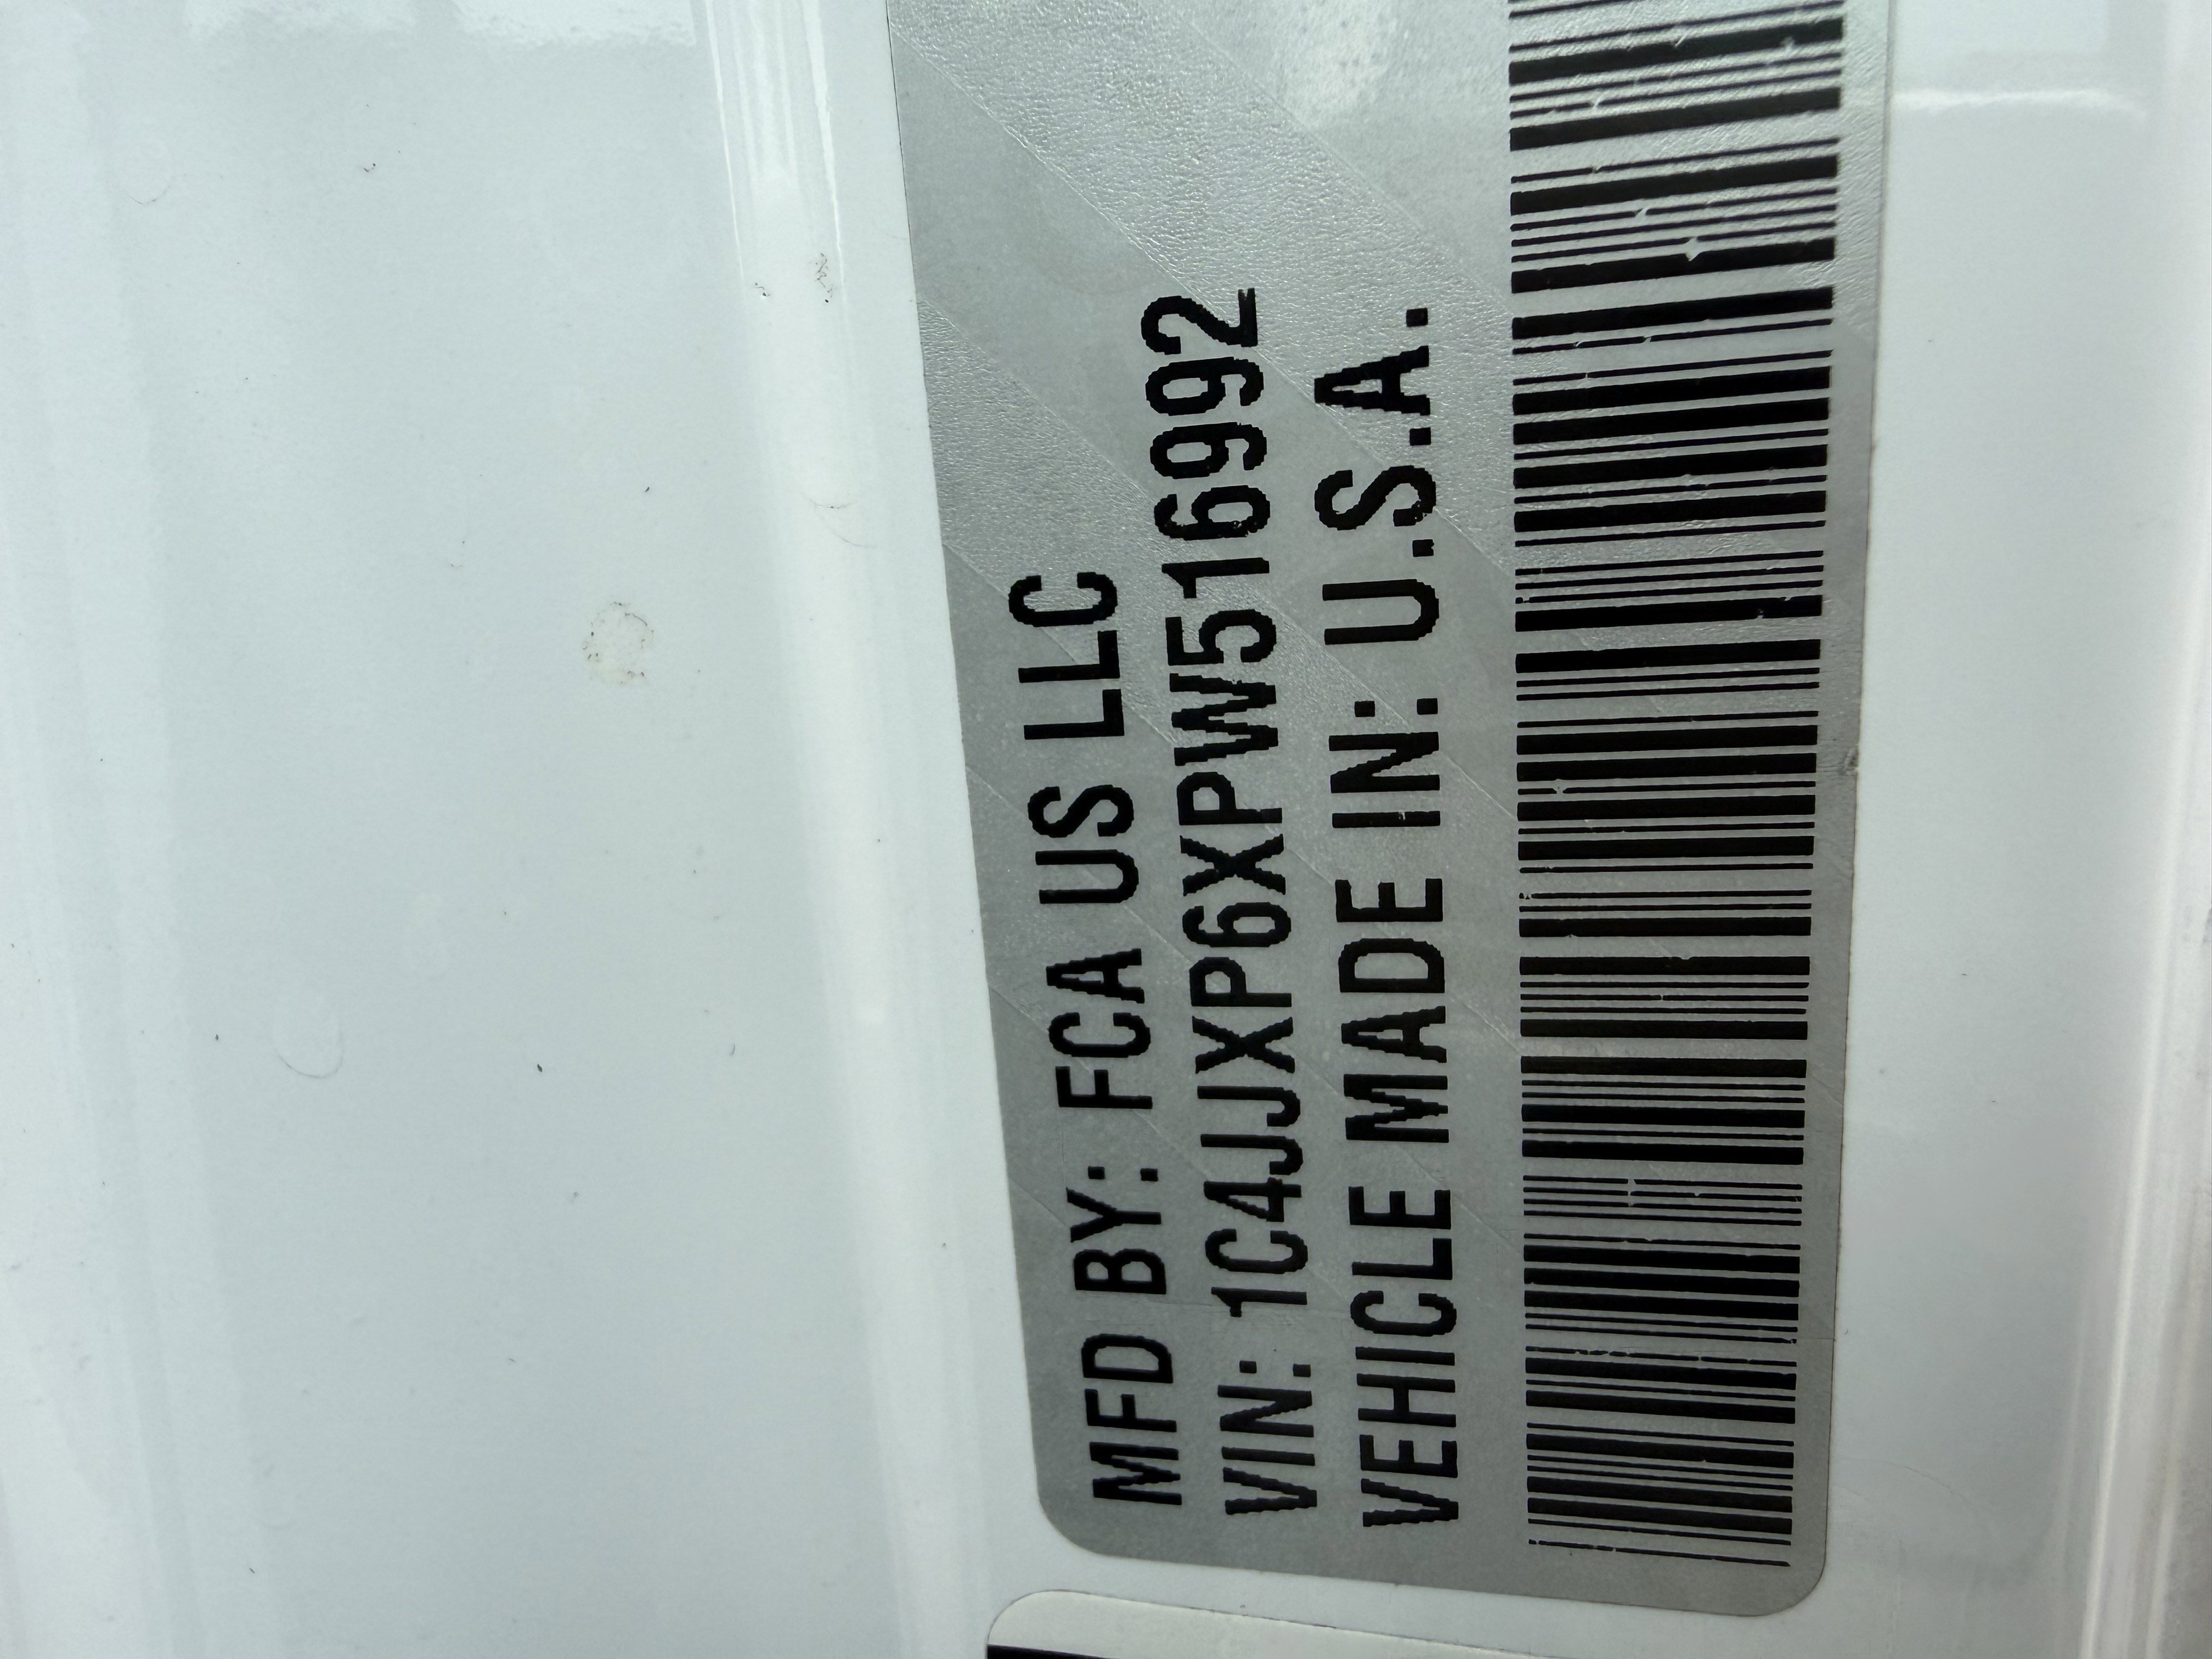 MFD BY: FCA US LLC
VIN: 1C4JJXP6XPW516992
VEHICLE MADE IN: U.S.A.